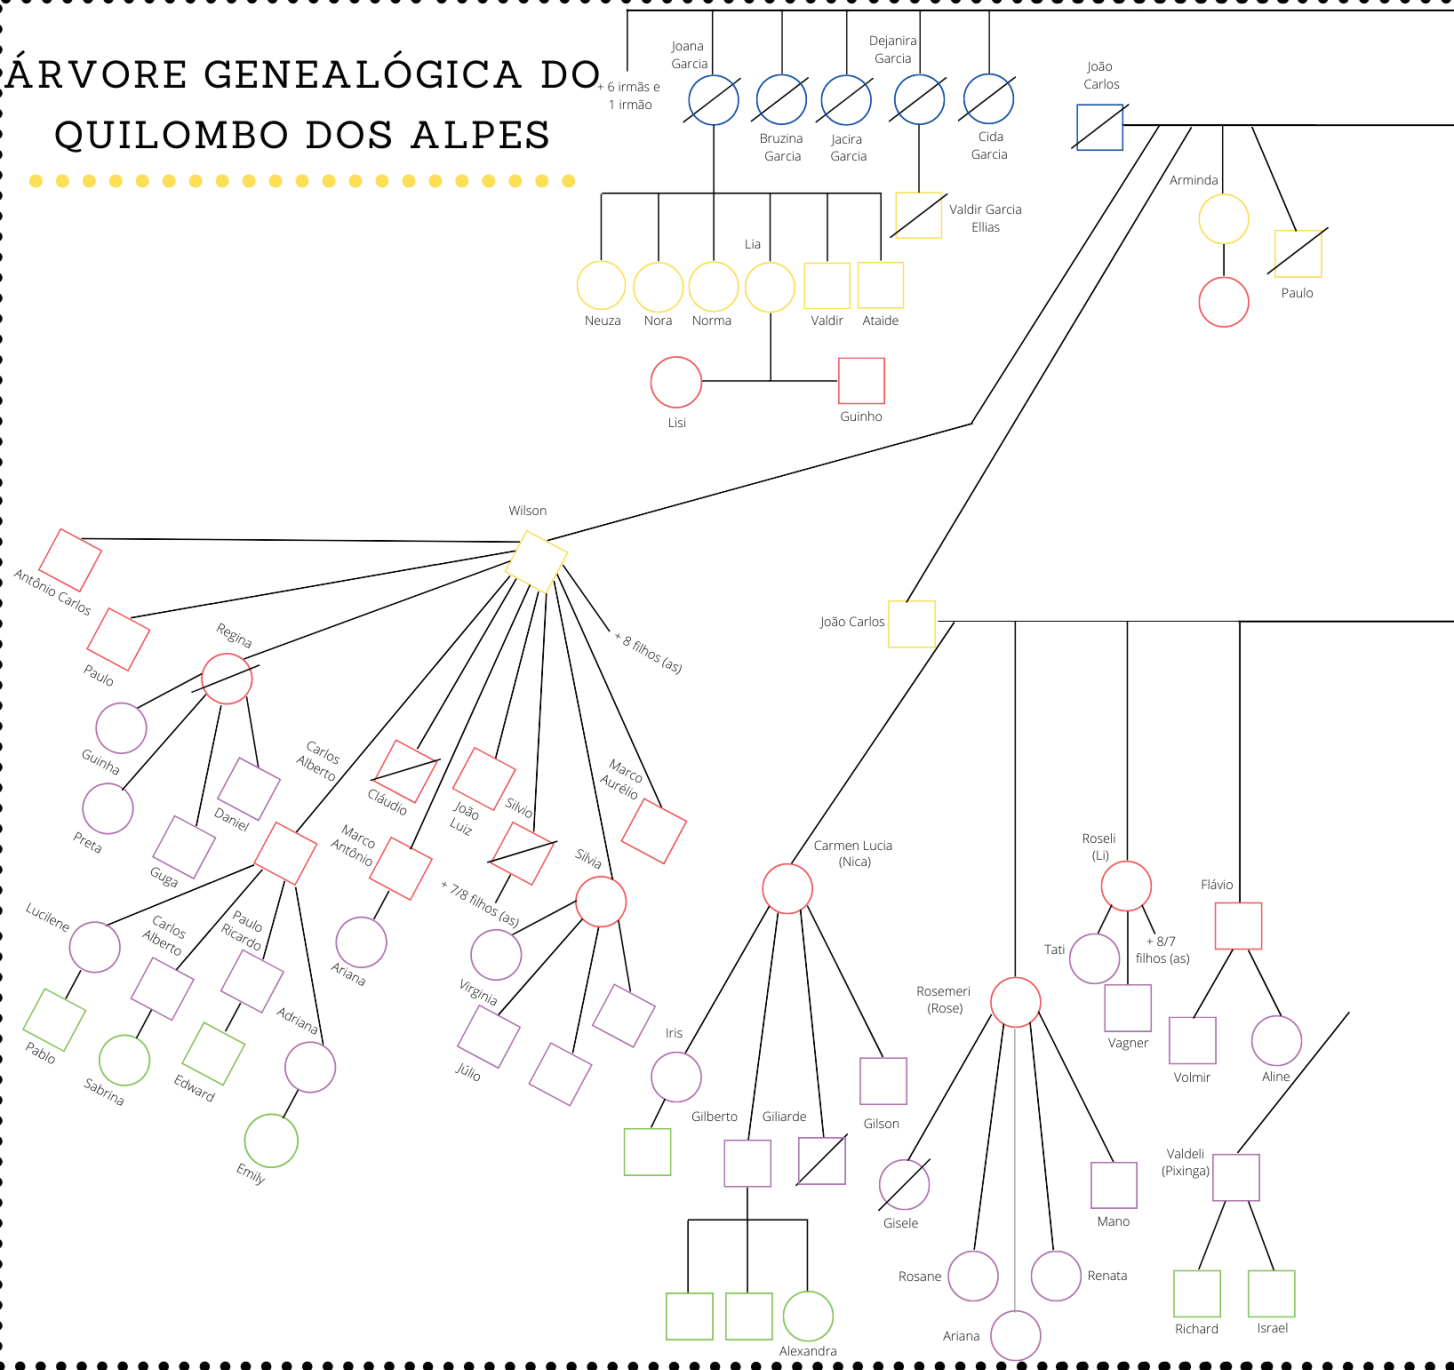 ÁRVORE GENEALÓGICA DO
QUILOMBO DOS ALPES
+ 6 irmãs e
1 irmão
Joana
Garcia
Bruzina
Garcia
Jacira
Garcia
Dejanira
Garcia
Cida
Garcia
João
Carlos
Valdir Garcia
Ellias
Arminda
Paulo
Lia
Neuza
Nora
Norma
Valdir
Ataide
Lisi
Guinho
Wilson
Antônio Carlos
Paulo
Regina
+ 8 filhos (as)
João Carlos
Guinha
Preta
Guga
Daniel
Carlos
Alberto
Cláudio
Marco
Antônio
João
Luiz
Silvio
+ 7/8 filhos (as)
Silvia
Marco
Aurélio
Carmen Lucia
(Nica)
Roseli
(Li)
Flávio
Lucilene
Carlos
Alberto
Paulo
Ricardo
Adriana
Ariana
Virginia
Júlio
Rosemeri
(Rose)
Tati
+ 8/7
filhos (as)
Vagner
Volmir
Aline
Pablo
Sabrina
Edward
Emily
Iris
Gilberto
Giliarde
Gilson
Gisele
Mano
Valdeli
(Pixinga)
Rosane
Renata
Ariana
Richard
Israel
Alexandra